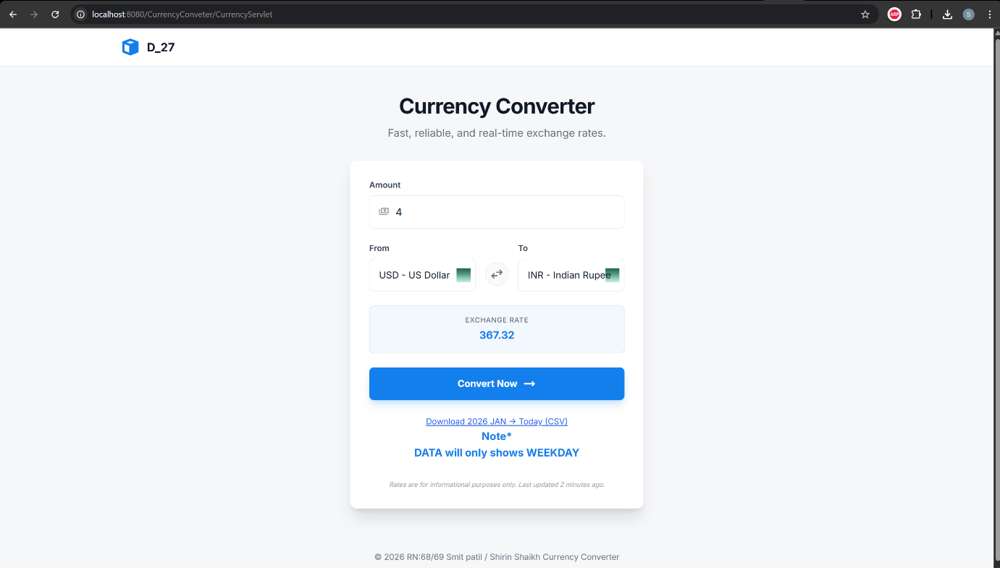 localhost:8080/CurrencyConveter/CurrencyServlet
ABP
S
D_27
Currency Converter
Fast, reliable, and real-time exchange rates.
Amount
4
From
To
USD - US Dollar
INR - Indian Rupee
EXCHANGE RATE
367.32
Convert Now →
Download 2026 JAN → Today (CSV)
Note*
DATA will only shows WEEKDAY
Rates are for informational purposes only. Last updated 2 minutes ago.
© 2026 RN:68/69 Smit patil / Shirin Shaikh Currency Converter